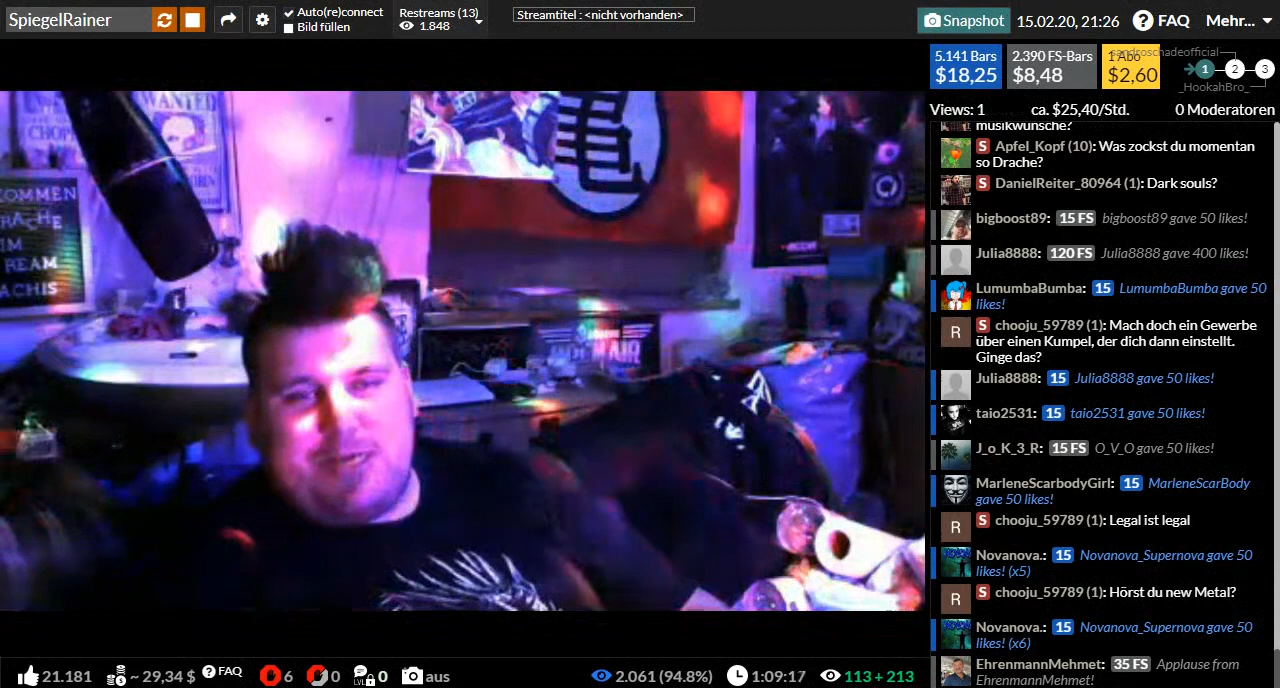 SpiegelRainer
Auto(re)connect
Bild füllen
Restreams (13)
1.848
Streamtitel : <nicht vorhanden>
Snapshot
15.02.20, 21:26
FAQ
Mehr...
5.141 Bars
$18,25
2.390 FS-Bars
$8,48
1 Abo
$2,60
sandroschadeofficial
1 2 3
_HookahBro_
Views: 1
ca. $25,40/Std.
0 Moderatoren
musikwünsche?
S Apfel_Kopf (10): Was zockst du momentan
so Drache?
S DanielReiter_80964 (1): Dark souls?
bigboost89: 15 FS bigboost89 gave 50 likes!
Julia8888: 120 FS Julia8888 gave 400 likes!
LumumbaBumba: 15 LumumbaBumba gave 50
likes!
R
S chooju_59789 (1): Mach doch ein Gewerbe
über einen Kumpel, der dich dann einstellt.
Ginge das?
Julia8888: 15 Julia8888 gave 50 likes!
taio2531: 15 taio2531 gave 50 likes!
J_o_K_3_R: 15 FS O_V_O gave 50 likes!
MarleneScarbodyGirl: 15 MarleneScarBody
gave 50 likes!
R
S chooju_59789 (1): Legal ist legal
Novanova.: 15 Novanova_Supernova gave 50
likes! (x5)
R
S chooju_59789 (1): Hörst du new Metal?
Novanova.: 15 Novanova_Supernova gave 50
likes! (x6)
EhrenmannMehmet: 35 FS Applause from
EhrenmannMehmet!
WANTED
亀
OMMEN
RACHE
IM
REAM
ACHIS
AIR
21.181
~ 29,34 $
FAQ
6
0
LVL
0
aus
2.061 (94.8%)
1:09:17
113 + 213